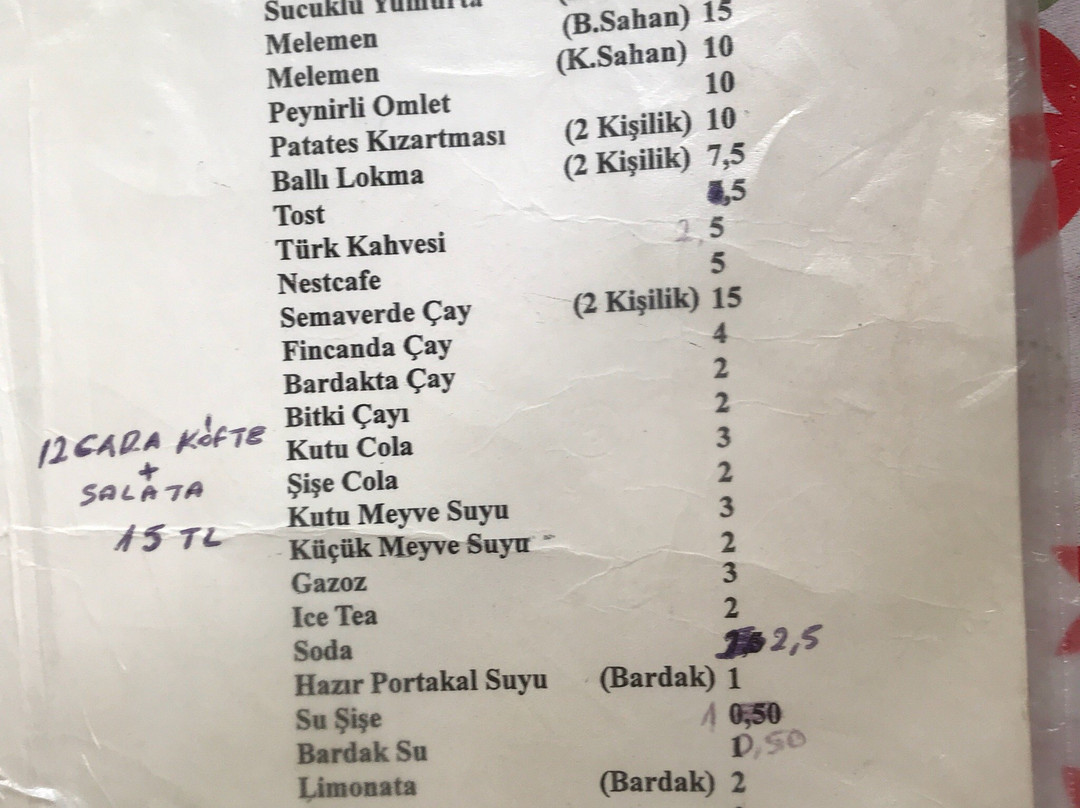 Sucuklu Yumurta
Melemen (B.Sahan) 15
Melemen (K.Sahan) 10
Peynirli Omlet 10
Patates Kızartması (2 Kişilik) 10
Ballı Lokma (2 Kişilik) 7,5
Tost ,5
Türk Kahvesi 2, 5
Nestcafe 5
Semaverde Çay (2 Kişilik) 15
Fincanda Çay 4
Bardakta Çay 2
Bitki Çayı 2
12 KÖFTE
+
SALATA
15 TL
Kutu Cola 3
Şişe Cola 2
Kutu Meyve Suyu 3
Küçük Meyve Suyu 2
Gazoz 3
Ice Tea 2
Soda 2,5
Hazır Portakal Suyu (Bardak) 1
Su Şişe 1 0,50
Bardak Su 0,50
Limonata (Bardak) 2